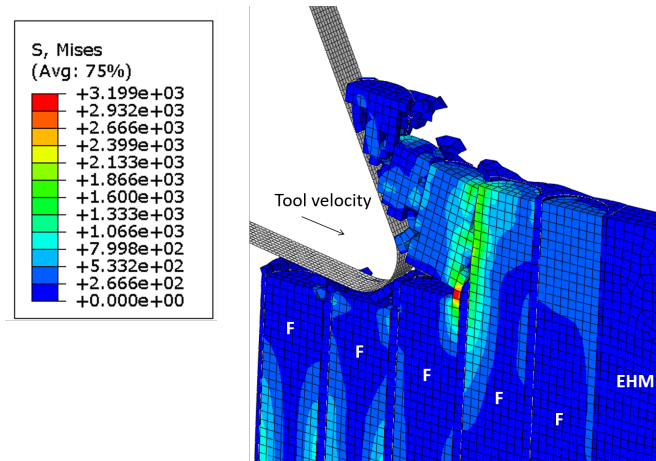 S, Mises
(Avg: 75%)
+3.199e+03
+2.932e+03
+2.666e+03
+2.399e+03
+2.133e+03
+1.866e+03
+1.600e+03
+1.333e+03
+1.066e+03
+7.998e+02
+5.332e+02
+2.666e+02
+0.000e+00
Tool velocity
F
F
F
EHM
F
F